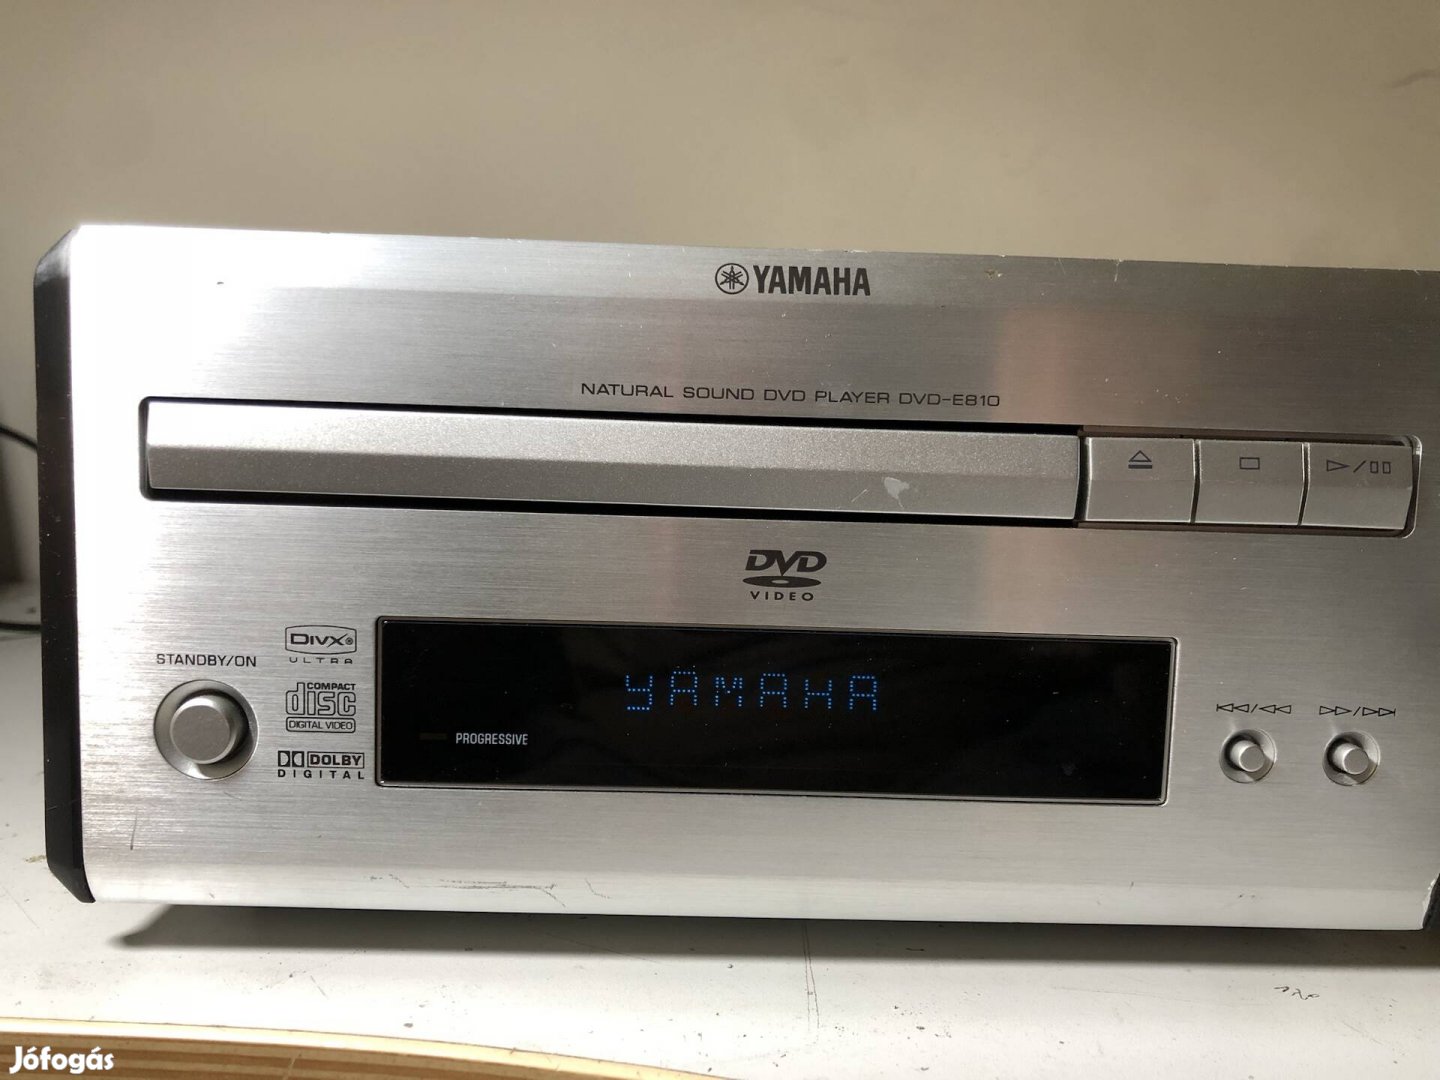 YAMAHA
NATURAL SOUND DVD PLAYER DVD-E810
DVD
VIDEO
STANDBY/ON
DivX
ULTRA
COMPACT
disc
DIGITAL VIDEO
DOLBY
DIGITAL
YAMAHA
PROGRESSIVE
Jófogás